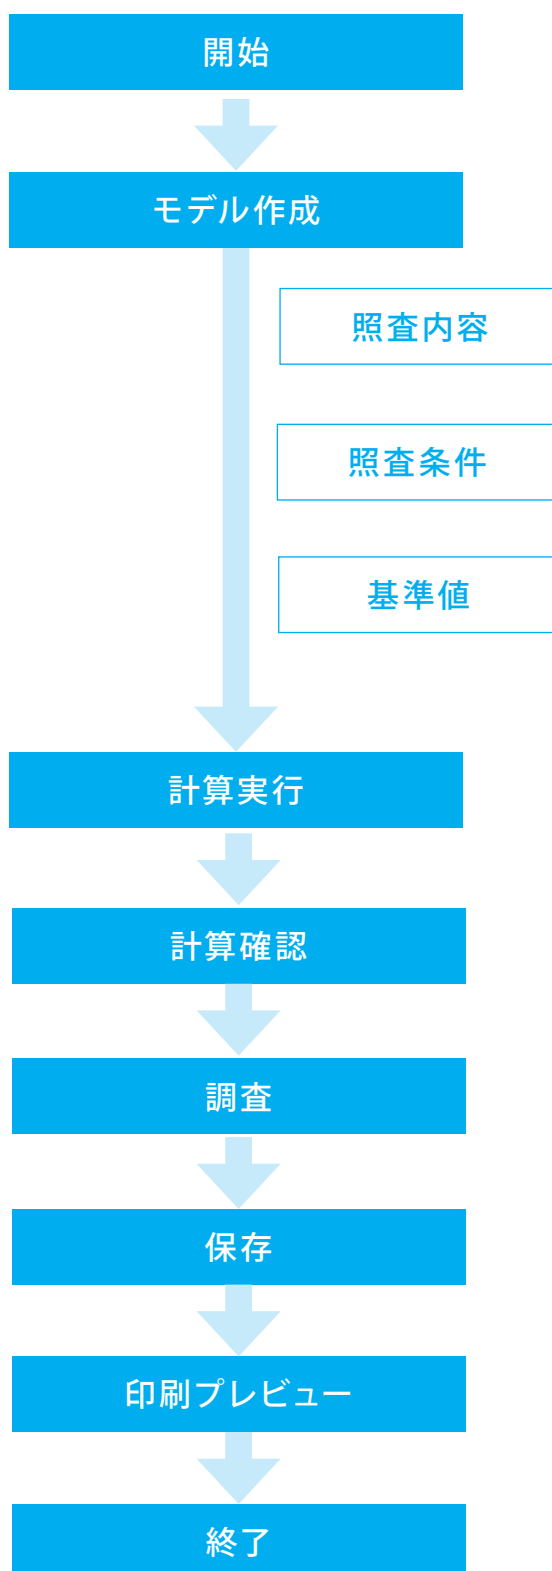 開始
モデル作成
照査内容
照査条件
基準値
計算実行
計算確認
調査
保存
印刷プレビュー
終了